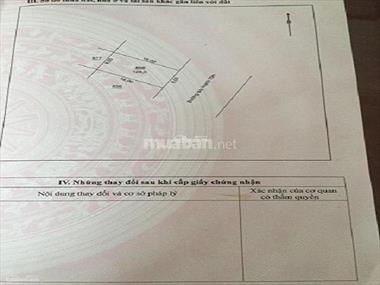 III. Sơ đồ thửa đất, nhà ở và tài sản khác gắn liền với đất
877
muaban.net
IV. Những thay đổi sau khi cấp giấy chứng nhận
Nội dung thay đổi và cơ sở pháp lý
Xác nhận của cơ quan
có thẩm quyền